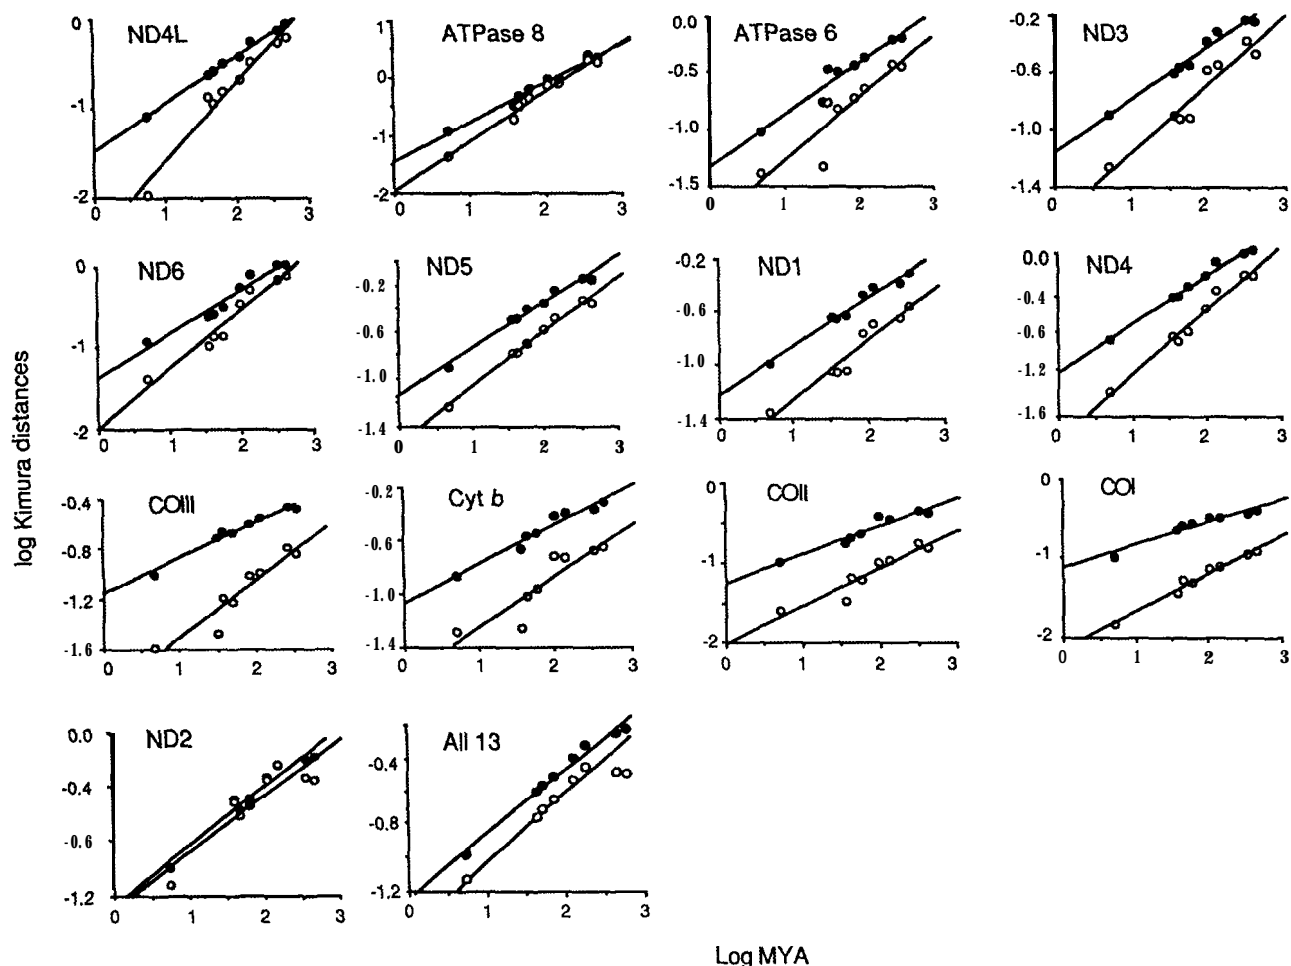 ND4L
0
-1
-2
0 1 2 3
ATPase 8
1
0
-1
-2
0 1 2 3
ATPase 6
0.0
-0.5
-1.0
-1.5
0 1 2 3
ND3
-0.2
-0.6
-1.0
-1.4
0 1 2 3
ND6
0
-1
-2
0 1 2 3
ND5
-0.2
-0.6
-1.0
-1.4
0 1 2 3
ND1
-0.2
-0.6
-1.0
-1.4
0 1 2 3
ND4
0.0
-0.4
-0.8
-1.2
-1.6
0 1 2 3
log Kimura distances
COIII
-0.4
-0.8
-1.2
-1.6
0 1 2 3
Cyt b
-0.2
-0.6
-1.0
-1.4
0 1 2 3
COII
0
-1
-2
0 1 2 3
COI
0
-1
-2
0 1 2 3
ND2
0.0
-0.4
-0.6
-1.2
0 1 2 3
All 13
-0.4
-0.8
-1.2
0 1 2 3
Log MYA